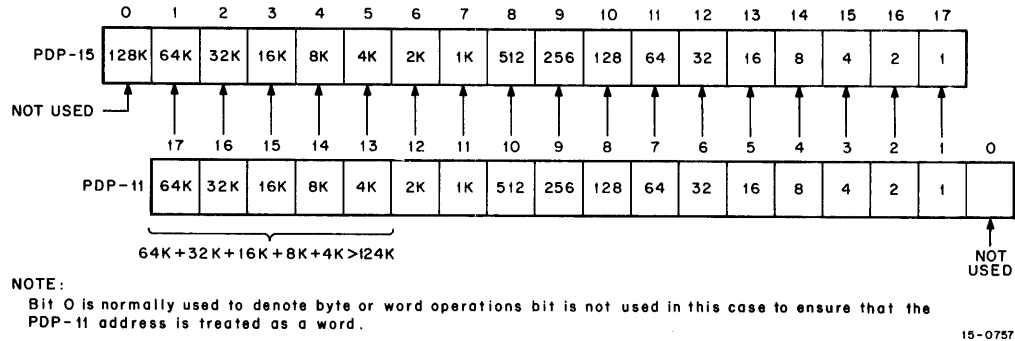 0 1 2 3 4 5 6 7 8 9 10 11 12 13 14 15 16 17
PDP-15 128K 64K 32K 16K 8K 4K 2K 1K 512 256 128 64 32 16 8 4 2 1
NOT USED
17 16 15 14 13 12 11 10 9 8 7 6 5 4 3 2 1 0
PDP-11 64K 32K 16K 8K 4K 2K 1K 512 256 128 64 32 16 8 4 2 1
64K+32K+16K+8K+4K>124K
NOT
USED
NOTE:
Bit 0 is normally used to denote byte or word operations bit is not used in this case to ensure that the
PDP-11 address is treated as a word.
15-0757